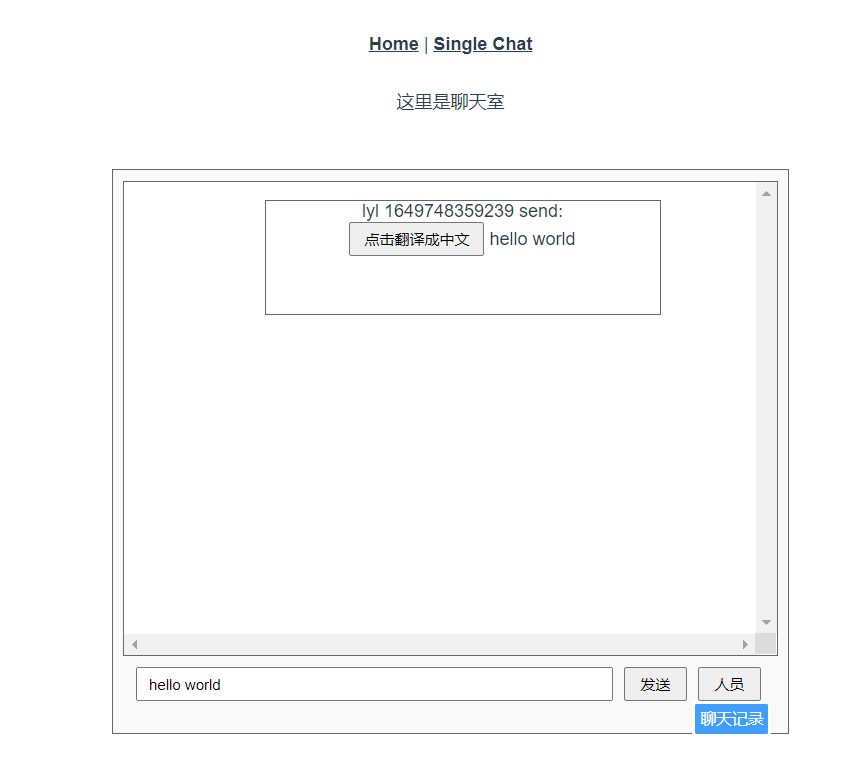 Home | Single Chat
这里是聊天室
lyl 1649748359239 send:
点击翻译成中文 hello world
hello world 发送 人员
聊天记录